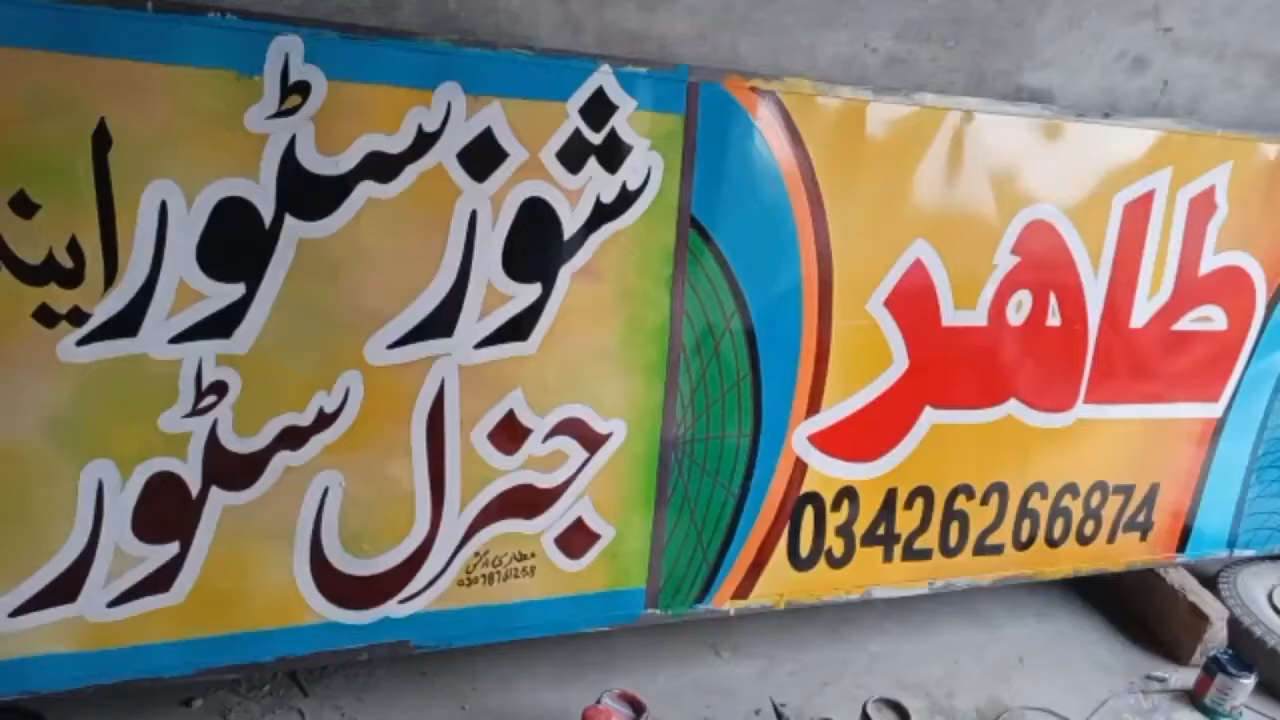 طاہر
03426266874
شوز سٹور اینڈ
جنرل سٹور